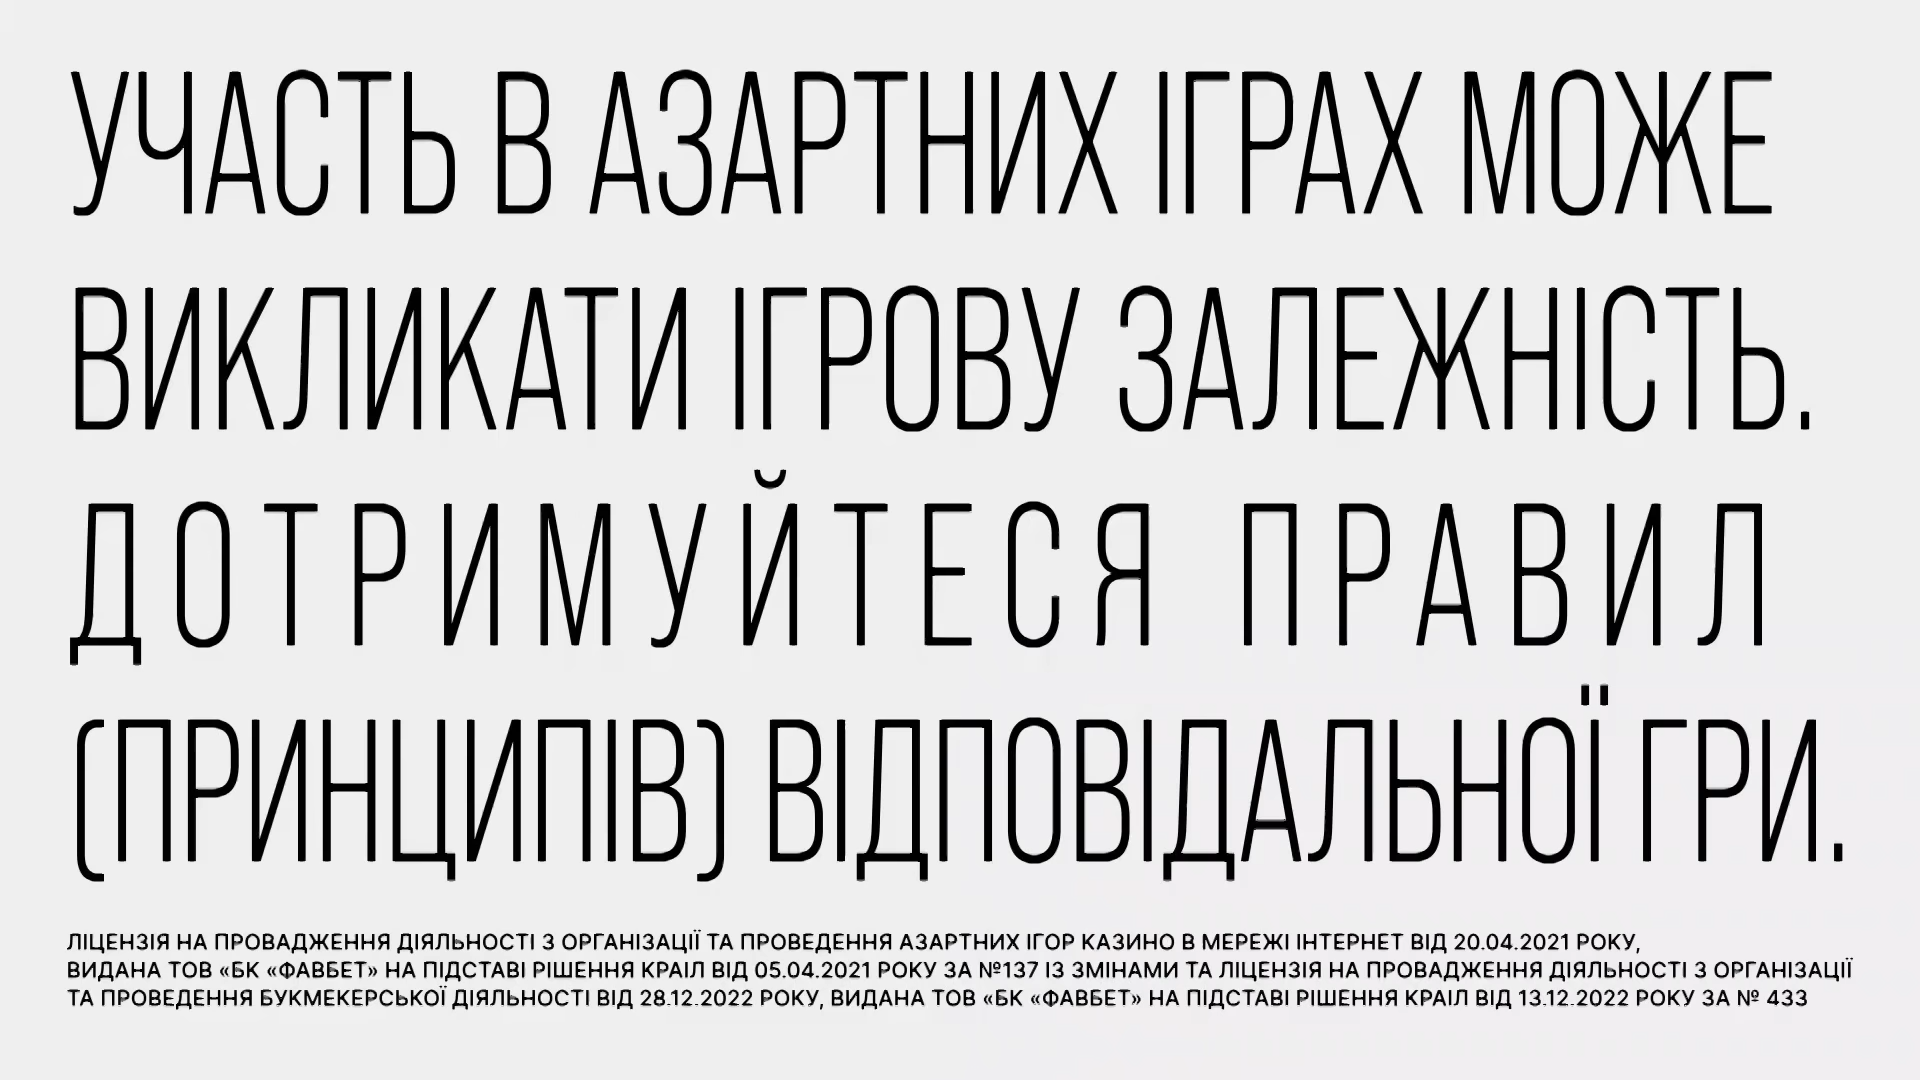 УЧАСТЬ В АЗАРТНИХ ІГРАХ МОЖЕ
ВИКЛИКАТИ ІГРОВУ ЗАЛЕЖНІСТЬ.
ДОТРИМУЙТЕСЯ ПРАВИЛ
(ПРИНЦИПІВ) ВІДПОВІДАЛЬНОЇ ГРИ.
ЛІЦЕНЗІЯ НА ПРОВАДЖЕННЯ ДІЯЛЬНОСТІ З ОРГАНІЗАЦІЇ ТА ПРОВЕДЕННЯ АЗАРТНИХ ІГОР КАЗИНО В МЕРЕЖІ ІНТЕРНЕТ ВІД 20.04.2021 РОКУ,
ВИДАНА ТОВ «БК «ФАВБЕТ» НА ПІДСТАВІ РІШЕННЯ КРАІЛ ВІД 05.04.2021 РОКУ ЗА №137 ІЗ ЗМІНАМИ ТА ЛІЦЕНЗІЯ НА ПРОВАДЖЕННЯ ДІЯЛЬНОСТІ З ОРГАНІЗАЦІЇ
ТА ПРОВЕДЕННЯ БУКМЕКЕРСЬКОЇ ДІЯЛЬНОСТІ ВІД 28.12.2022 РОКУ, ВИДАНА ТОВ «БК «ФАВБЕТ» НА ПІДСТАВІ РІШЕННЯ КРАІЛ ВІД 13.12.2022 РОКУ ЗА № 433